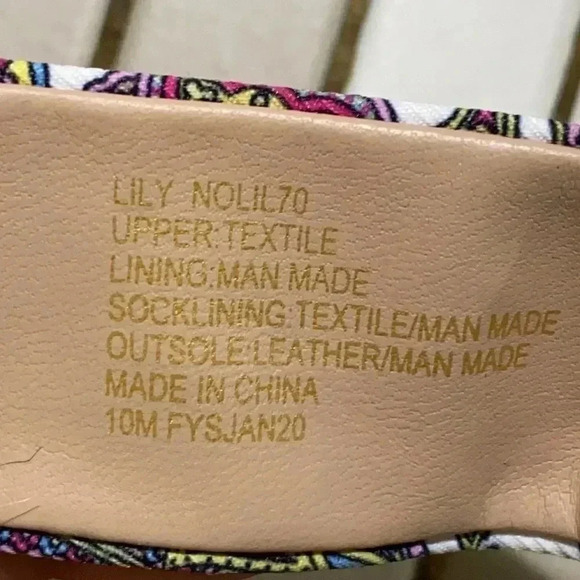 LILY NOLIL70
UPPER:TEXTILE
LINING:MAN MADE
SOCKLINING:TEXTILE/MAN MADE
OUTSOLE:LEATHER/MAN MADE
MADE IN CHINA
10M FYSJAN20